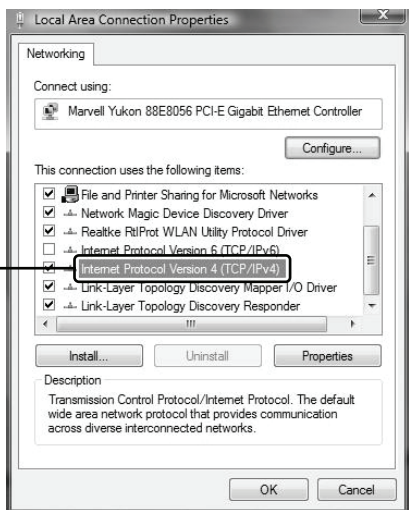 Local Area Connection Properties
Networking
Connect using:
Marvell Yukon 88E8056 PCI-E Gigabit Ethernet Controller
Configure...
This connection uses the following items:
File and Printer Sharing for Microsoft Networks
Network Magic Device Discovery Driver
Realtke RtlProt WLAN Utility Protocol Driver
Internet Protocol Version 6 (TCP/IPv6)
Internet Protocol Version 4 (TCP/IPv4)
Link-Layer Topology Discovery Mapper I/O Driver
Link-Layer Topology Discovery Responder
Install... Uninstall Properties
Description
Transmission Control Protocol/Internet Protocol. The default
wide area network protocol that provides communication
across diverse interconnected networks.
OK Cancel